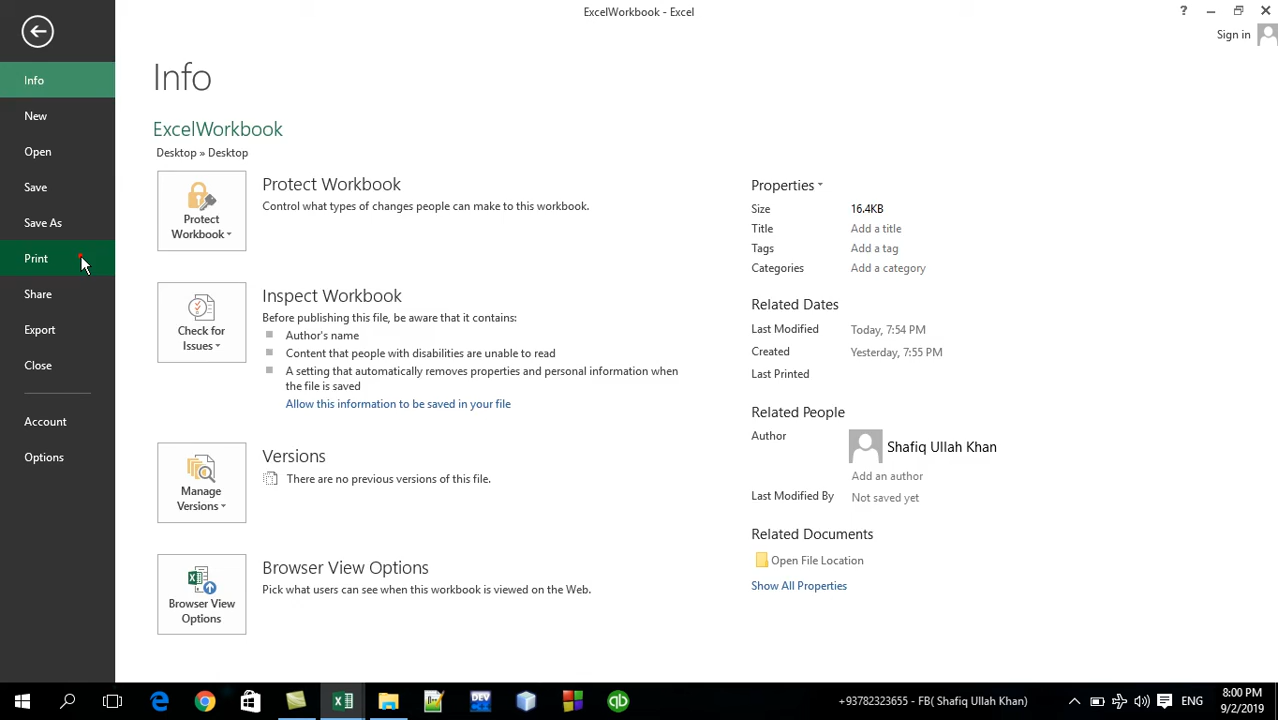 ExcelWorkbook - Excel
?
Sign in
Info
New
Open
Save
Save As
Print
Share
Export
Close
Account
Options
Info
ExcelWorkbook
Desktop » Desktop
Protect Workbook
Protect Workbook
Control what types of changes people can make to this workbook.
Check for Issues
Inspect Workbook
Before publishing this file, be aware that it contains:
Author's name
Content that people with disabilities are unable to read
A setting that automatically removes properties and personal information when
the file is saved
Allow this information to be saved in your file
Manage Versions
Versions
There are no previous versions of this file.
Browser View Options
Browser View Options
Pick what users can see when this workbook is viewed on the Web.
Properties
Size 16.4KB
Title Add a title
Tags Add a tag
Categories Add a category
Related Dates
Last Modified Today, 7:54 PM
Created Yesterday, 7:55 PM
Last Printed
Related People
Author Shafiq Ullah Khan
Add an author
Last Modified By Not saved yet
Related Documents
Open File Location
Show All Properties
DEV
qb
+93782323655 - FB( Shafiq Ullah Khan)
ENG
8:00 PM
9/2/2019